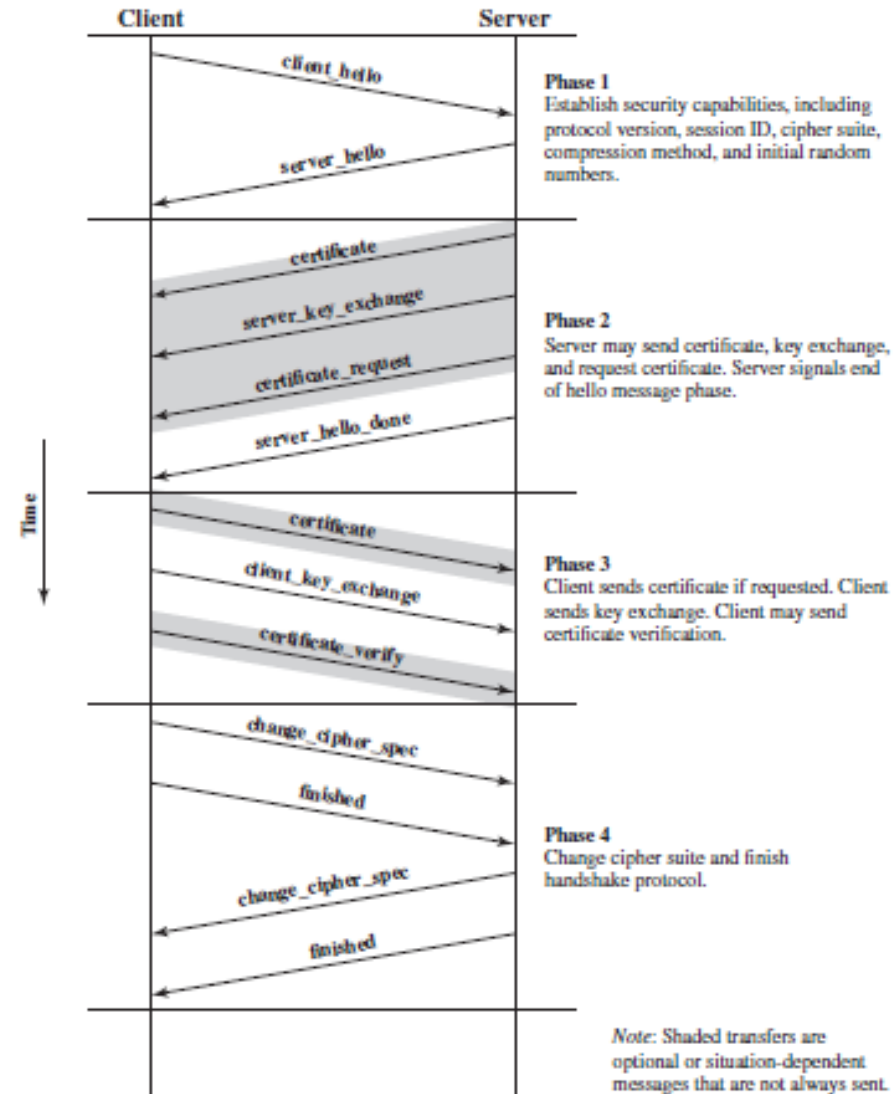 Client
Server
client_hello
Phase 1
Establish security capabilities, including
protocol version, session ID, cipher suite,
compression method, and initial random
numbers.
server_hello
certificate
server_key_exchange
certificate_request
server_hello_done
Phase 2
Server may send certificate, key exchange,
and request certificate. Server signals end
of hello message phase.
Time
certificate
client_key_exchange
certificate_verify
Phase 3
Client sends certificate if requested. Client
sends key exchange. Client may send
certificate verification.
change_cipher_spec
finished
change_cipher_spec
finished
Phase 4
Change cipher suite and finish
handshake protocol.
Note: Shaded transfers are
optional or situation-dependent
messages that are not always sent.